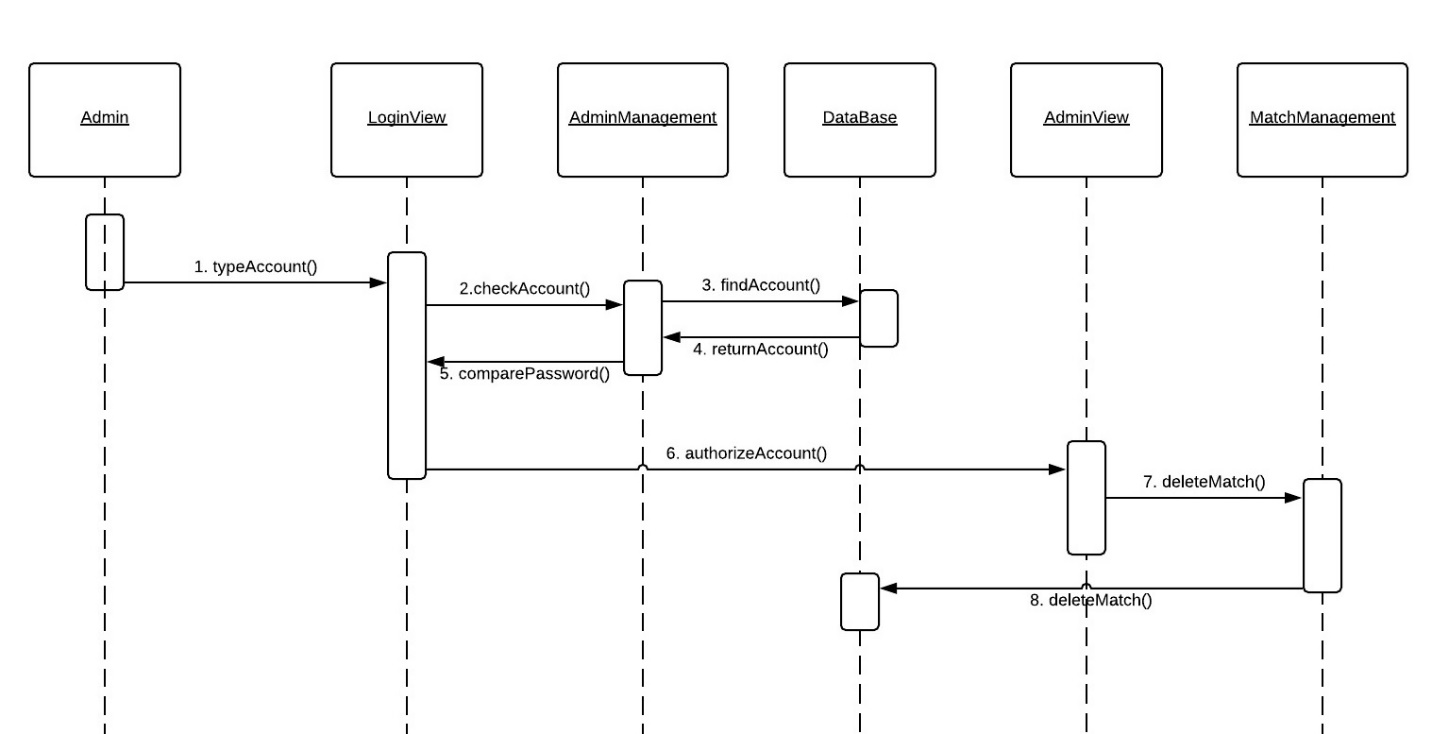 Admin
LoginView
AdminManagement
DataBase
AdminView
MatchManagement
1. typeAccount()
2.checkAccount()
3. findAccount()
4. returnAccount()
5. comparePassword()
6. authorizeAccount()
7. deleteMatch()
8. deleteMatch()